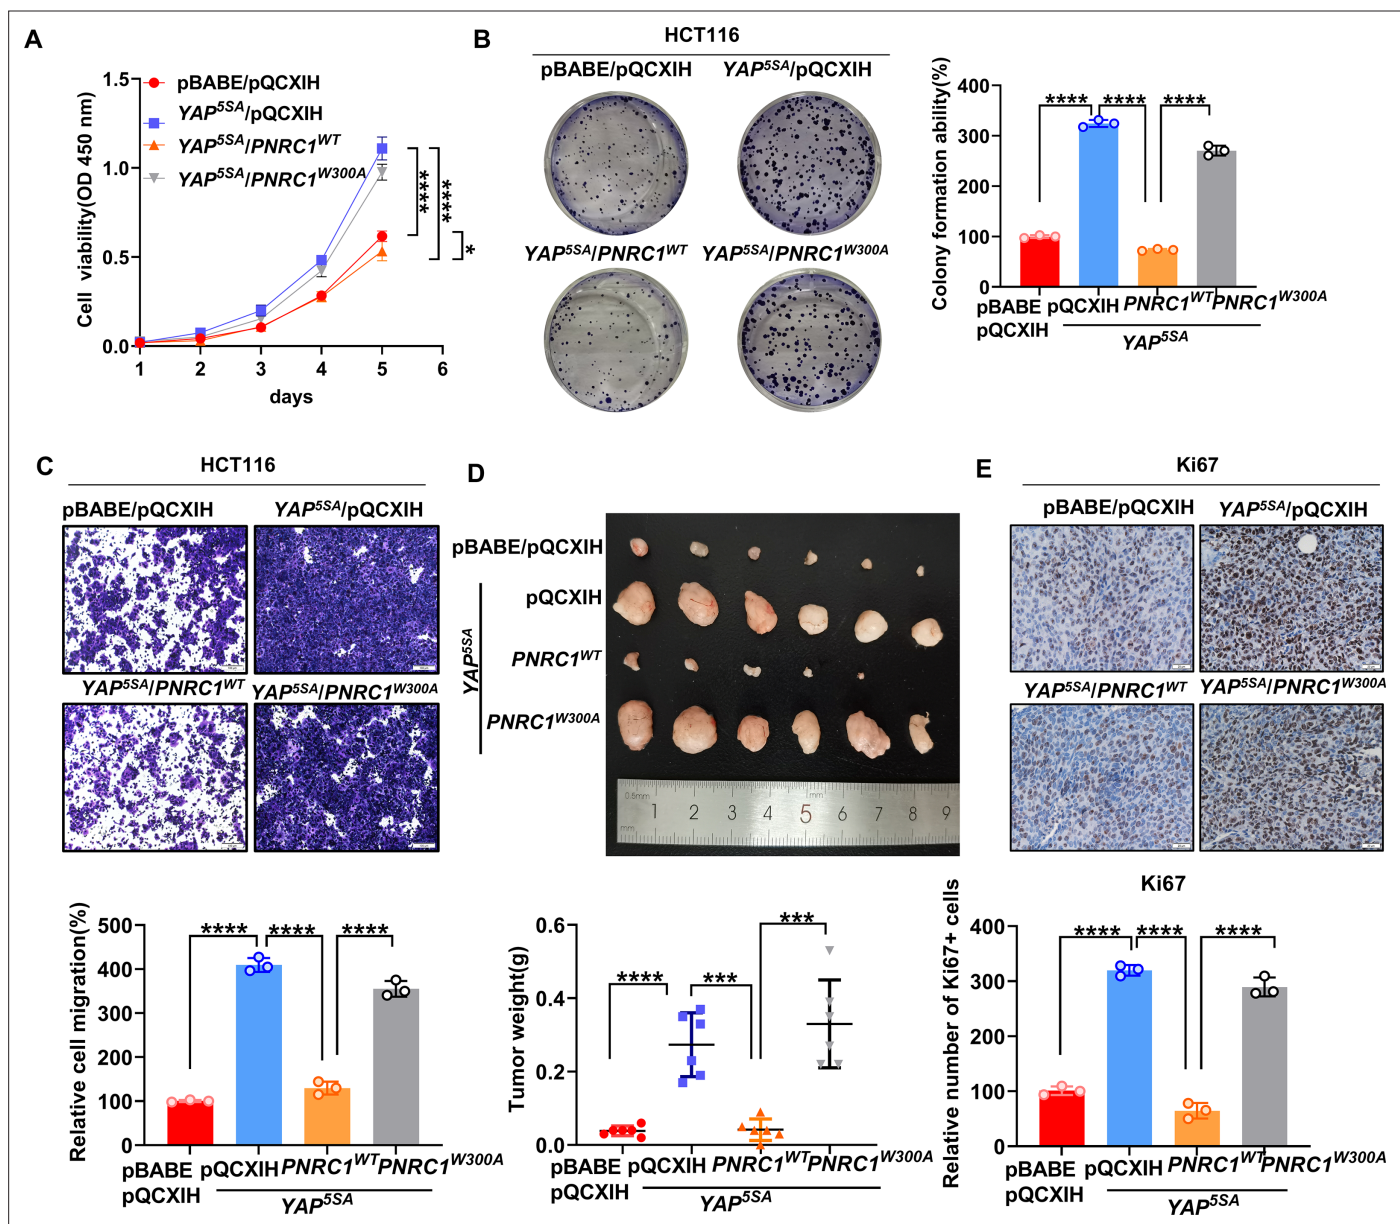 A
Cell viability(OD 450 nm)
1.5
1.0
0.5
0.0
1 2 3 4 5 6
days
pBABE/pQCXIH
YAP5SA/pQCXIH
YAP5SA/PNRC1WT
YAP5SA/PNRC1W300A
****
****
*
B
HCT116
pBABE/pQCXIH YAP5SA/pQCXIH
YAP5SA/PNRC1WT YAP5SA/PNRC1W300A
Colony formation ability(%)
400
300
200
100
0
**** **** ****
pBABE pQCXIH PNRC1WT PNRC1W300A
pQCXIH
YAP5SA
C
HCT116
pBABE/pQCXIH YAP5SA/pQCXIH
YAP5SA/PNRC1WT YAP5SA/PNRC1W300A
Relative cell migration(%)
500
400
300
200
100
0
**** **** ****
pBABE pQCXIH PNRC1WT PNRC1W300A
pQCXIH
YAP5SA
D
pBABE/pQCXIH
pQCXIH
PNRC1WT
PNRC1W300A
YAP5SA
0.5mm mm
1 2 3 4 5 6 7 8 9
mm
Tumor weight(g)
0.6
0.4
0.2
0.0
**** *** ***
pBABE pQCXIH PNRC1WT PNRC1W300A
pQCXIH
YAP5SA
E
Ki67
pBABE/pQCXIH YAP5SA/pQCXIH
YAP5SA/PNRC1WT YAP5SA/PNRC1W300A
Ki67
Relative number of Ki67+ cells
400
300
200
100
0
**** **** ****
pBABE pQCXIH PNRC1WT PNRC1W300A
pQCXIH
YAP5SA